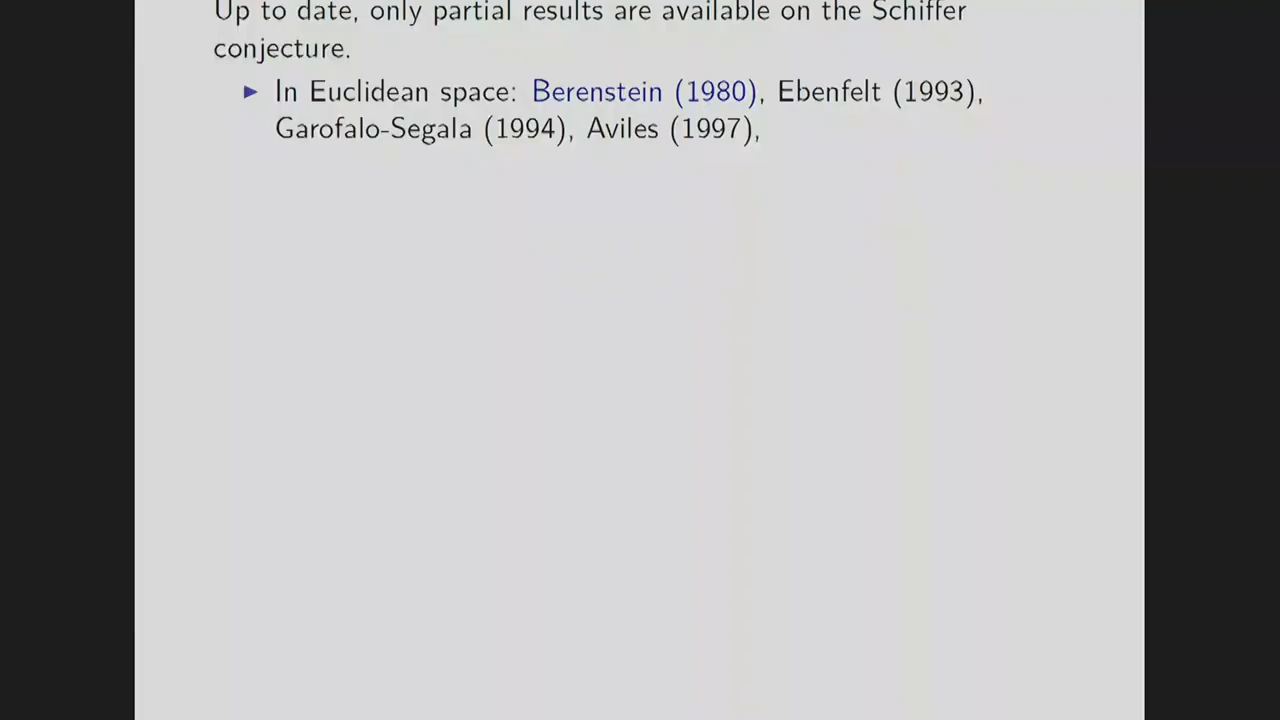 Up to date, only partial results are available on the Schiffer
conjecture.
▶ In Euclidean space: Berenstein (1980), Ebenfelt (1993),
Garofalo-Segala (1994), Aviles (1997),